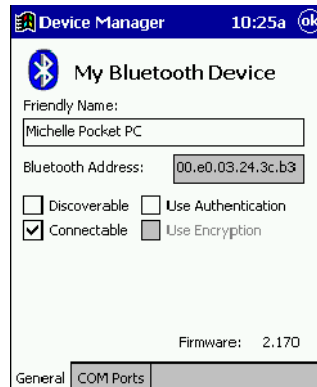 Device Manager 10:25a ok
My Bluetooth Device
Friendly Name:
Michelle Pocket PC
Bluetooth Address: 00.e0.03.24.3c.b3
Discoverable Use Authentication
Connectable Use Encryption
Firmware: 2.170
General COM Ports